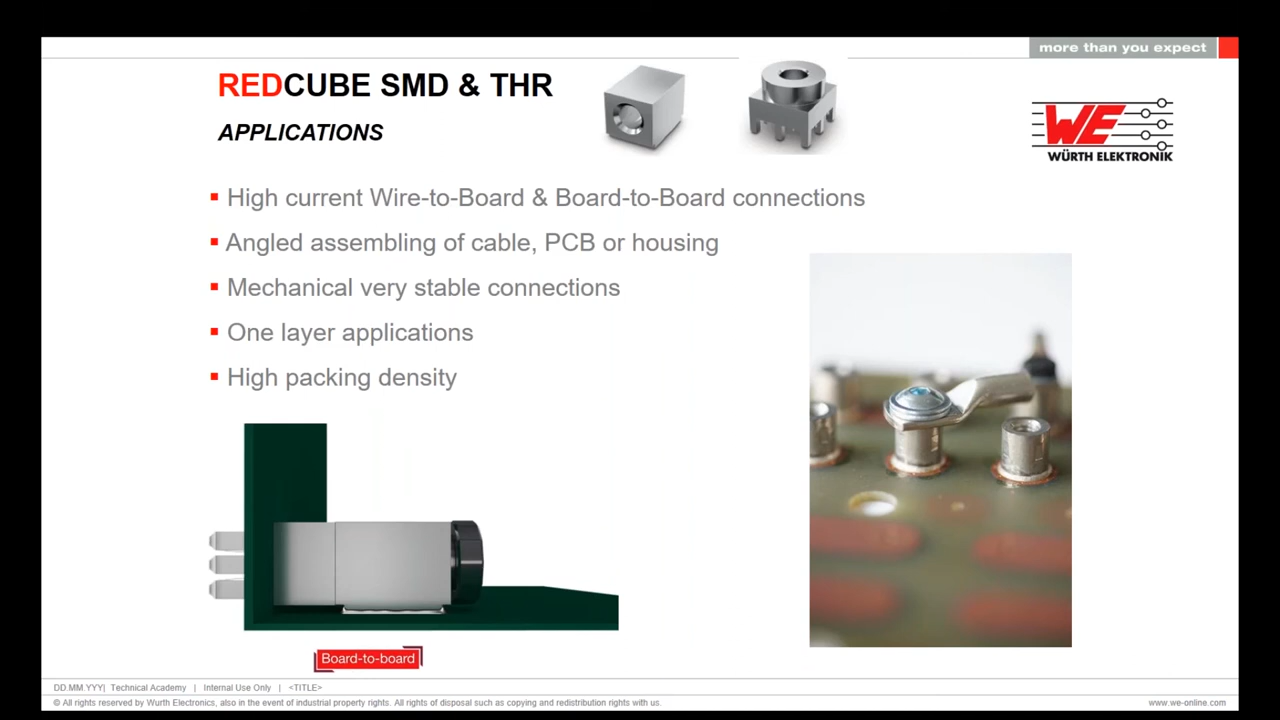 more than you expect
REDCUBE SMD & THR
APPLICATIONS
WE
WÜRTH ELEKTRONIK
High current Wire-to-Board & Board-to-Board connections
Angled assembling of cable, PCB or housing
Mechanical very stable connections
One layer applications
High packing density
Board-to-board
DD.MM YYY| Technical Academy | Internal Use Only | <TITLE>
© All rights reserved by Wurth Electronics, also in the event of industrial property rights. All rights of disposal such as copying and redistribution rights with us.
www.we-online.com